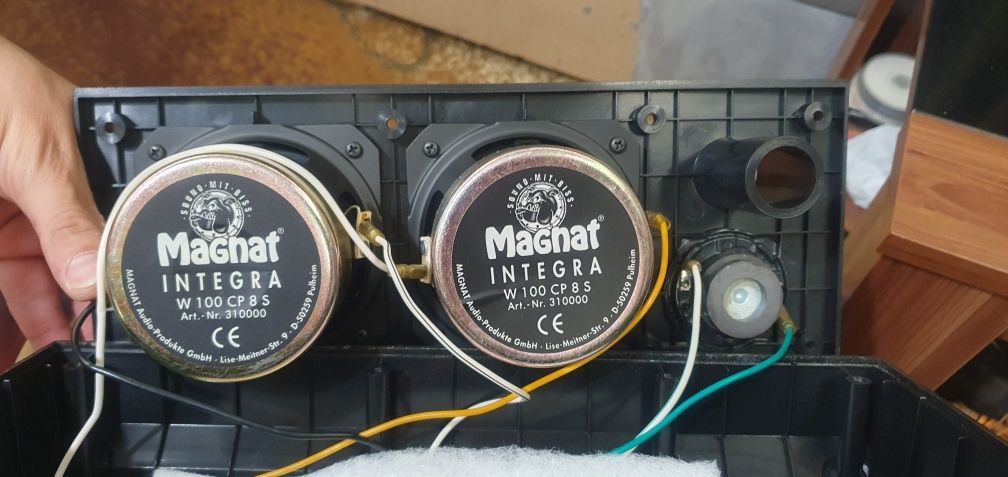 SOUND·MIT·BISS
Magnat®
INTEGRA
W 100 CP 8 S
Art.-Nr. 310000
CE
MAGNAT Audio-Produkte GmbH · Lise-Meitner-Str. 9 · D-50259 Pulheim
SOUND·MIT·BISS
Magnat®
INTEGRA
W 100 CP 8 S
Art.-Nr. 310000
CE
MAGNAT Audio-Produkte GmbH · Lise-Meitner-Str. 9 · D-50259 Pulheim